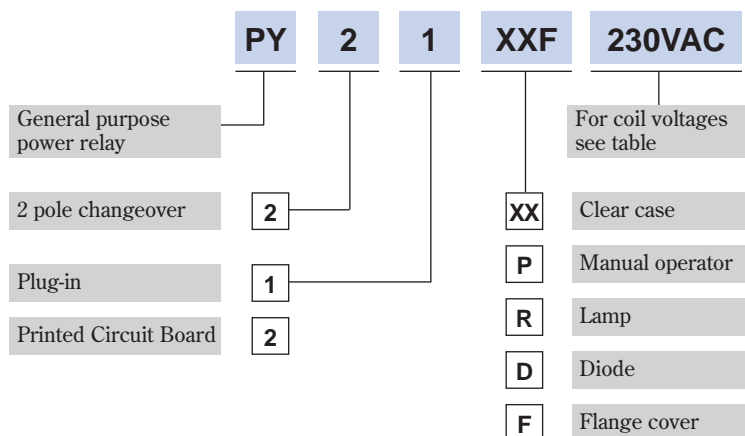 PY 2 1 XXF 230VAC
General purpose
power relay
For coil voltages
see table
2 pole changeover 2
XX Clear case
P Manual operator
Plug-in 1
R Lamp
Printed Circuit Board 2
D Diode
F Flange cover